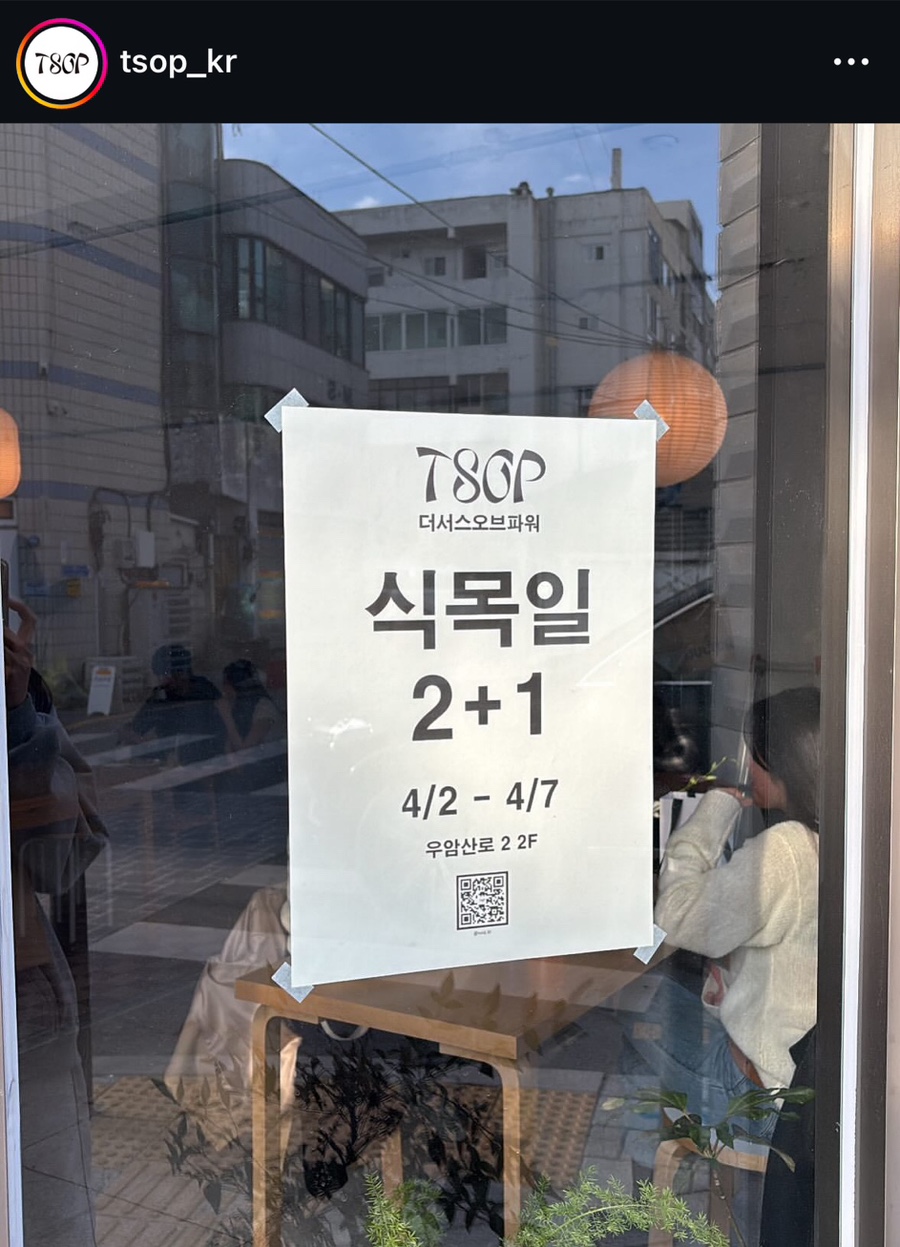 TSOP
tsop_kr
TSOP
더서스오브파워
식목일
2+1
4/2 - 4/7
우암산로 2 2F